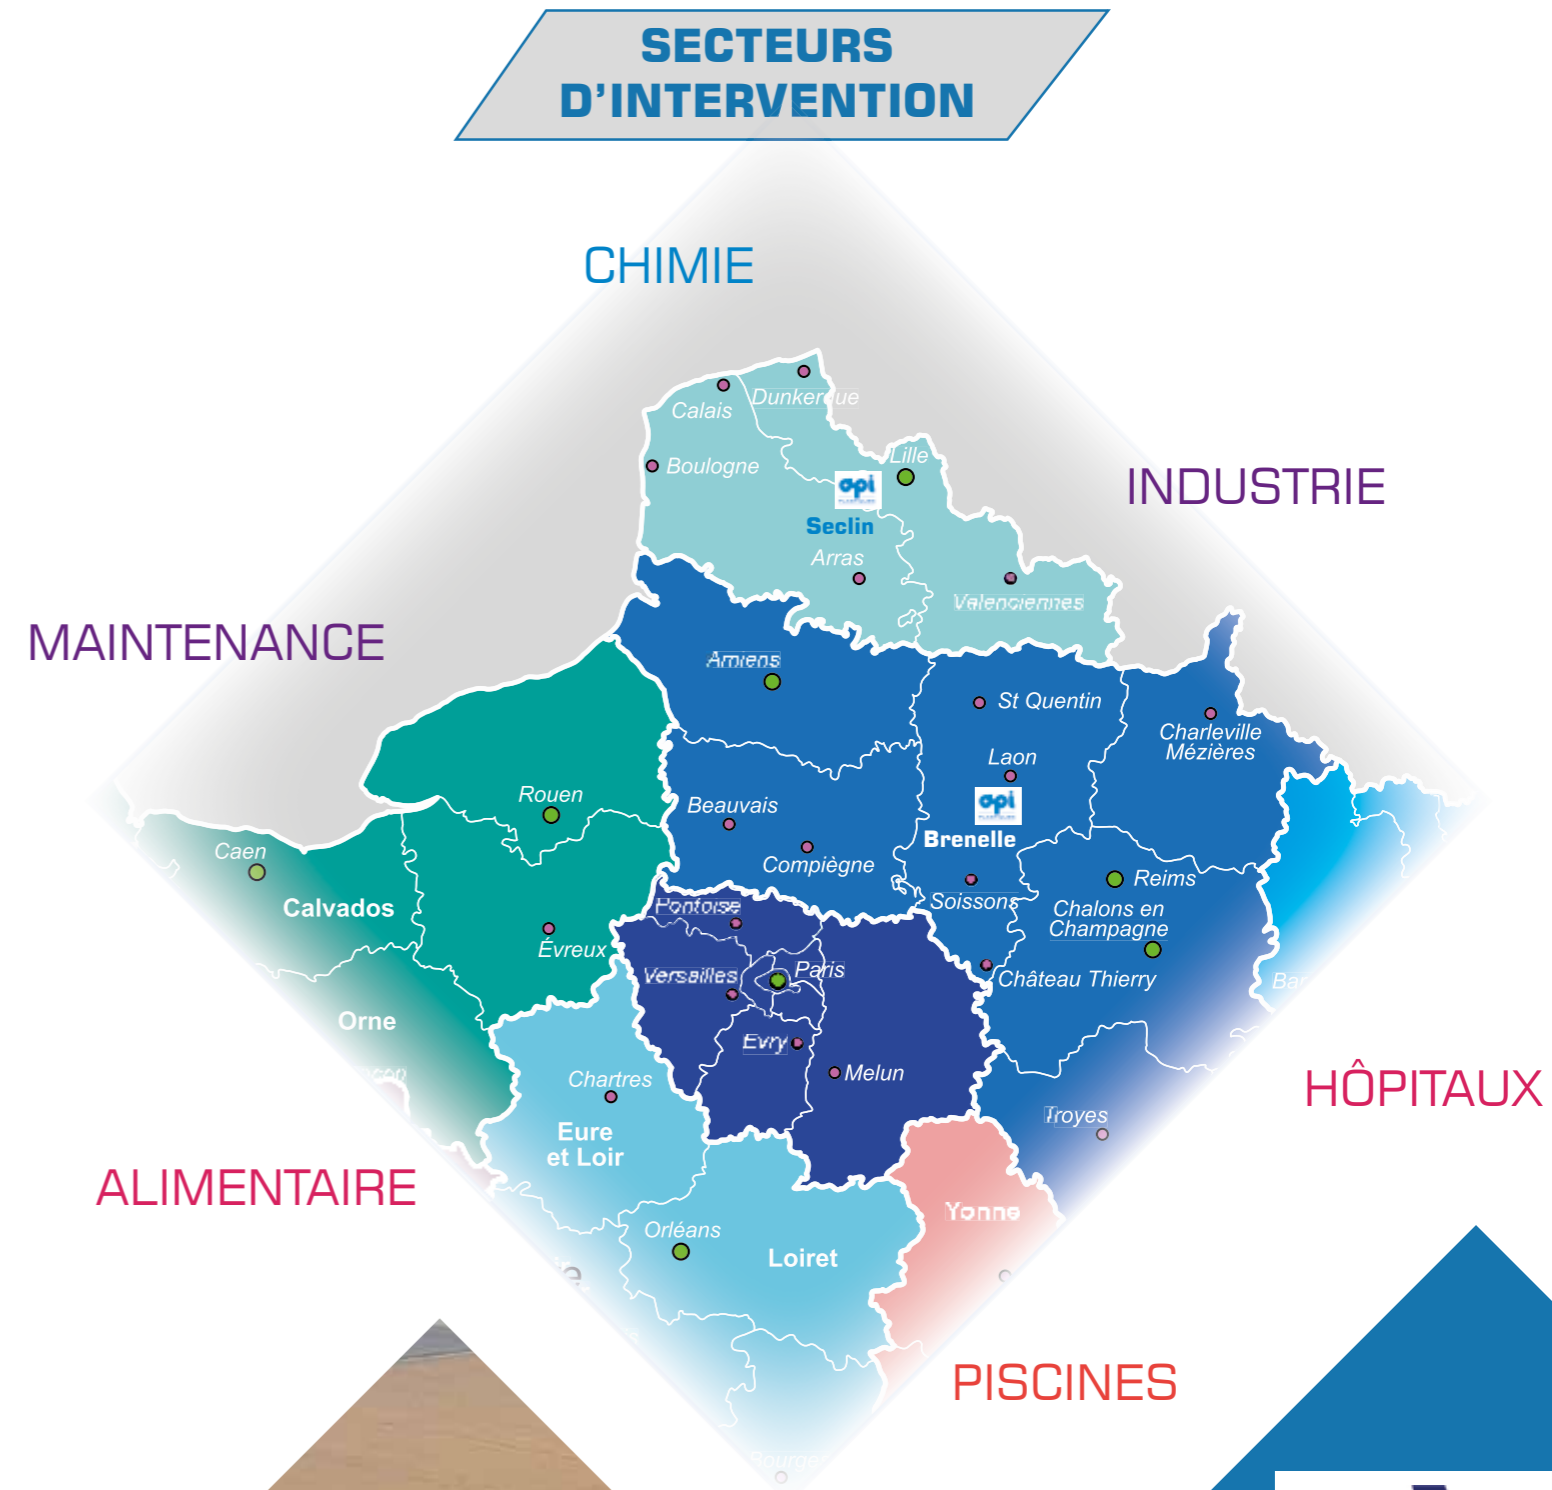 SECTEURS
D'INTERVENTION
CHIMIE
Dunkerque
Calais
Lille
Boulogne
INDUSTRIE
opi
Seclin
Arras
Valenciennes
MAINTENANCE
Amiens
St Quentin
Charleville
Mézières
Laon
Rouen
Beauvais
opi
Brenelle
Caen
Compiègne
Reims
Soissons
Calvados
Pontoise
Chalons en
Champagne
Évreux
Versailles
Paris
Château Thierry
Bar
Orne
Evry
Melun
Chartres
HÔPITAUX
Troyes
Eure
et Loir
ALIMENTAIRE
Yonne
Orléans
Loiret
PISCINES